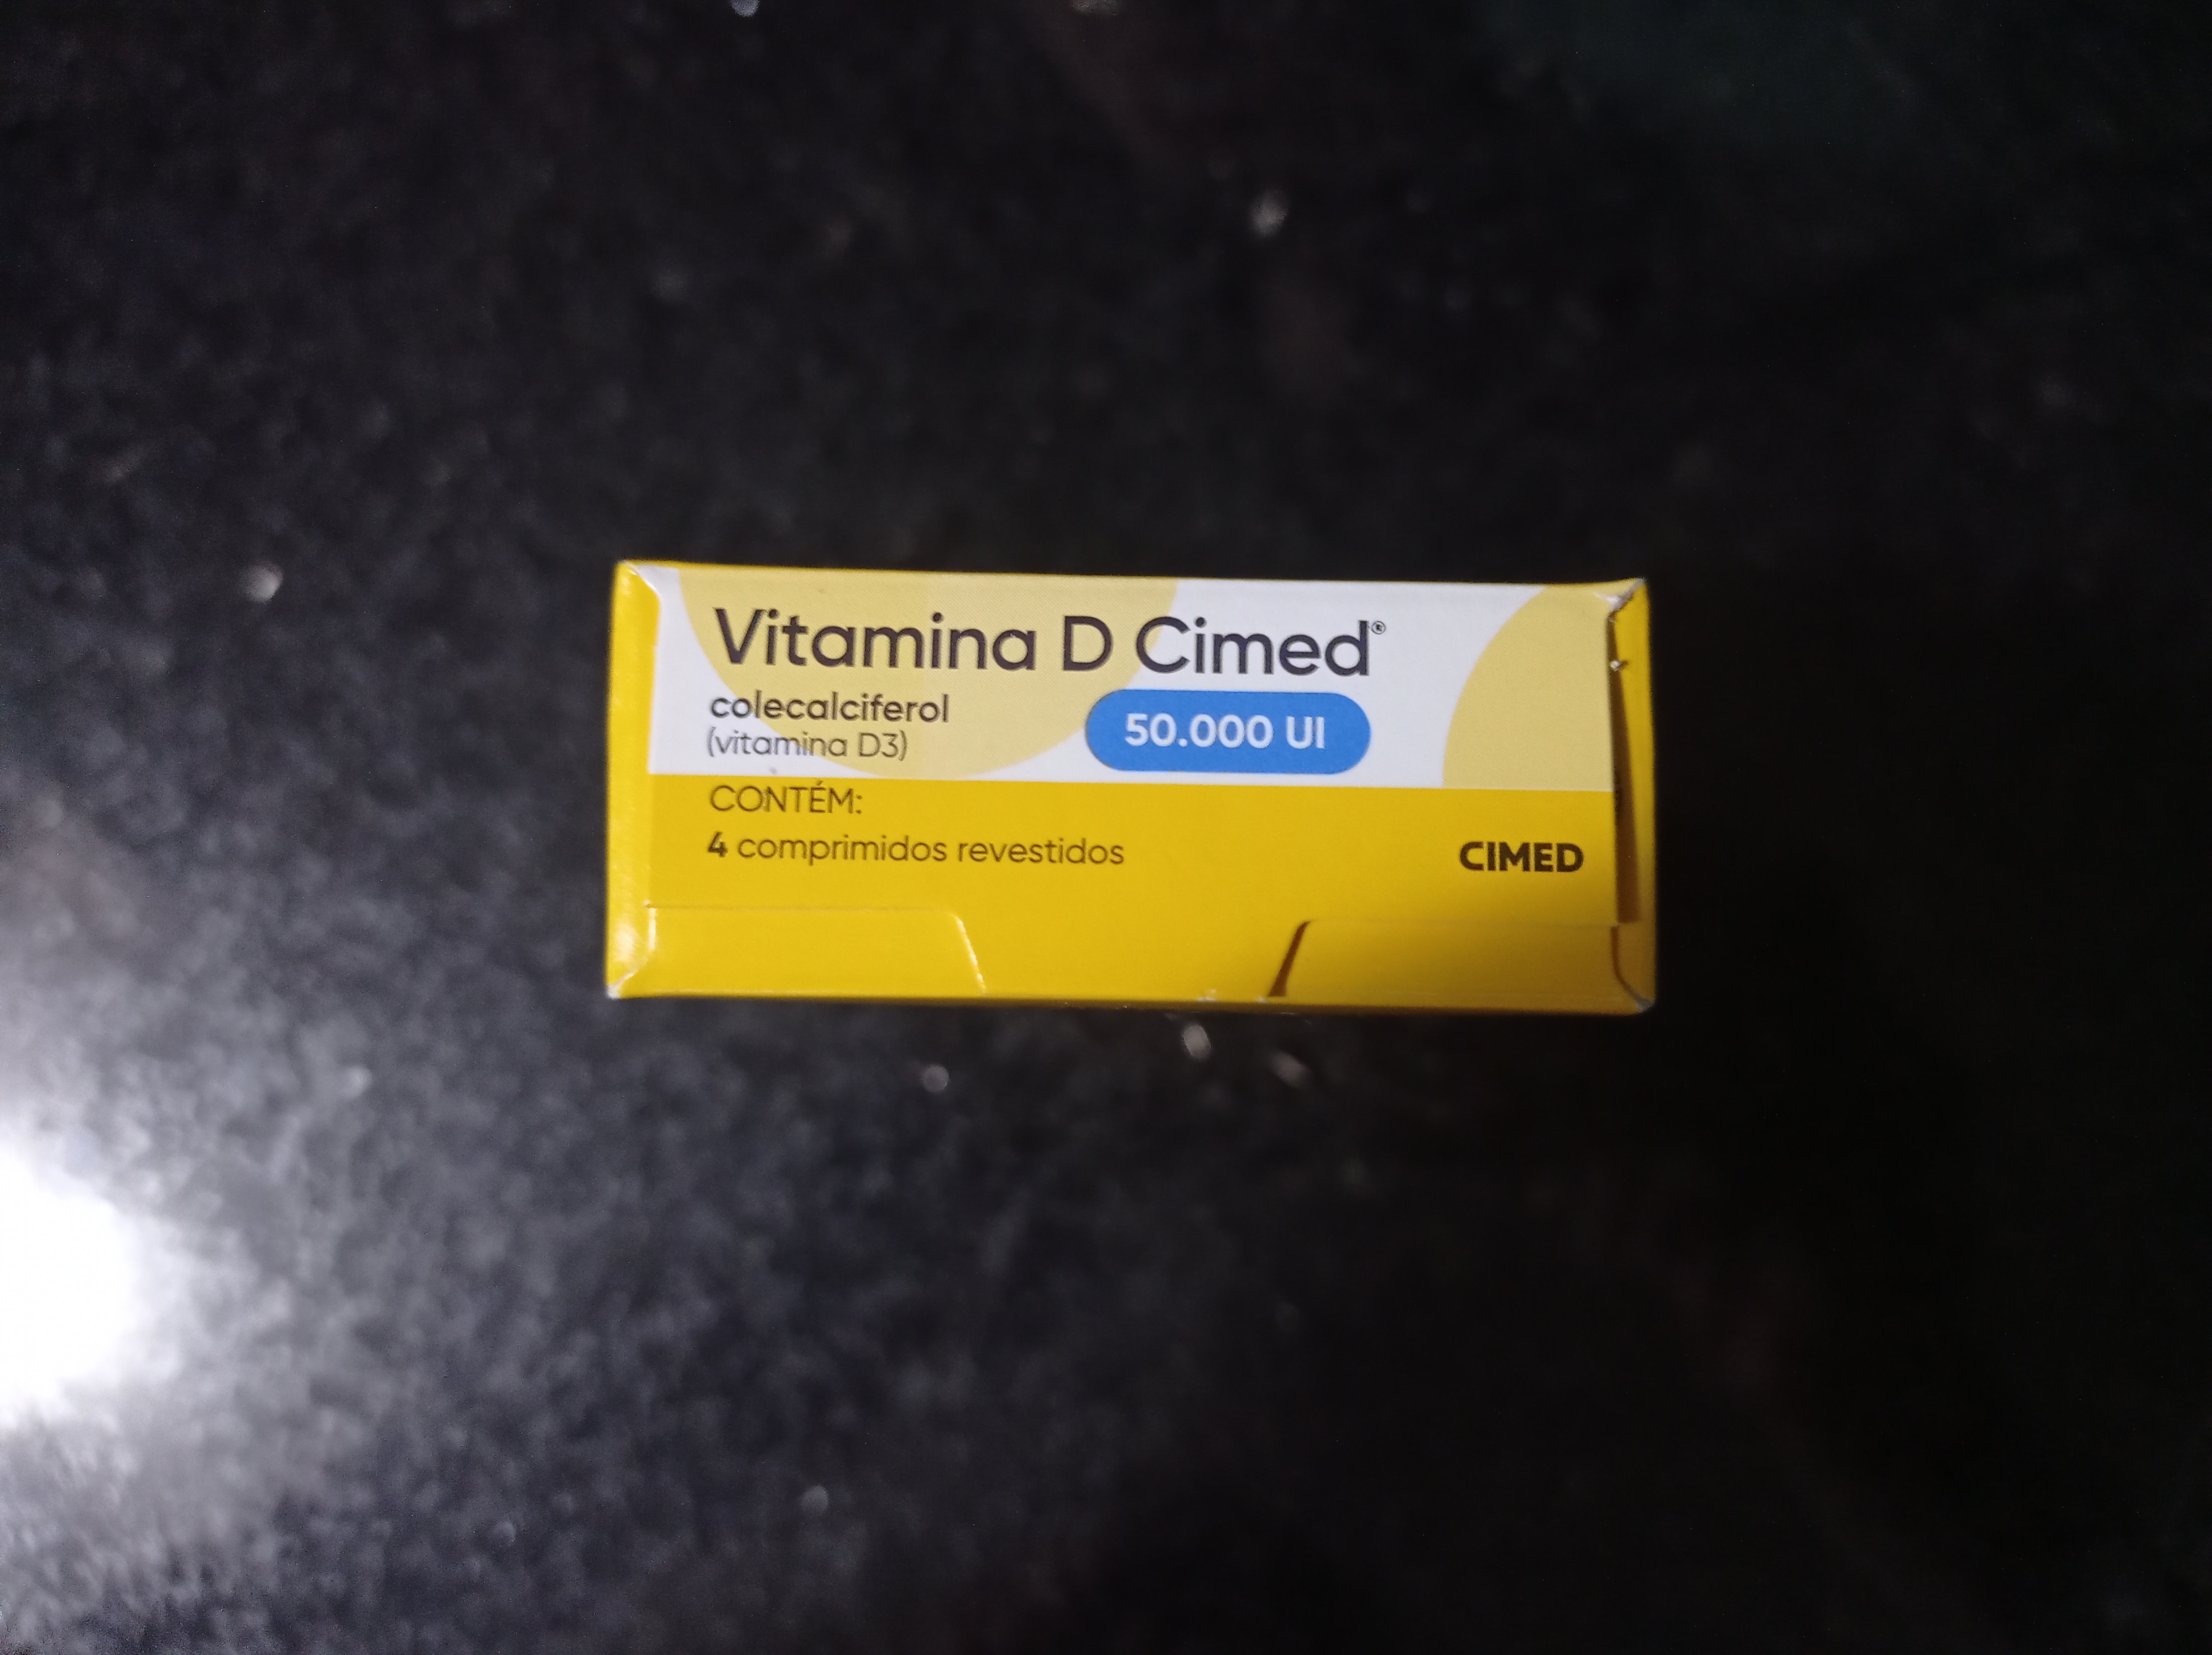 Vitamina D Cimed®
colecalciferol
(vitamina D3)
50.000 UI
CONTÉM:
4 comprimidos revestidos
CIMED